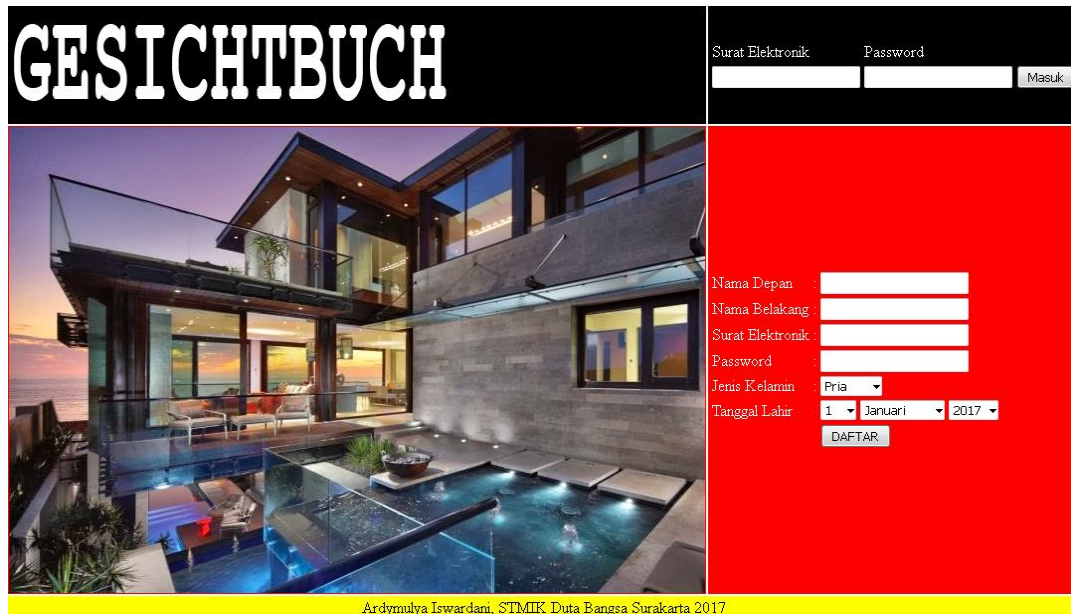 GESICHTBUCH
Surat Elektronik Password
Masuk
Nama Depan :
Nama Belakang :
Surat Elektronik :
Password :
Jenis Kelamin : Pria
Tanggal Lahir : 1 Januari 2017
DAFTAR
Ardymulya Iswardani, STMIK Duta Bangsa Surakarta 2017